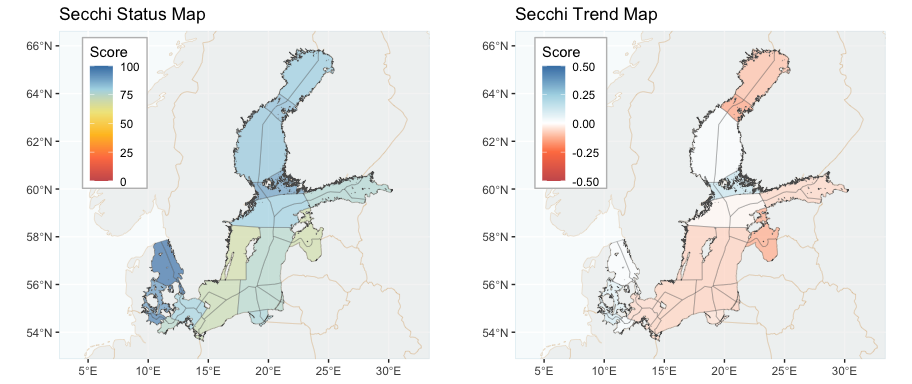 Secchi Status Map
66°N
64°N
62°N
60°N
58°N
56°N
54°N
Score
100
75
50
25
0
5°E 10°E 15°E 20°E 25°E 30°E
Secchi Trend Map
66°N
64°N
62°N
60°N
58°N
56°N
54°N
Score
0.50
0.25
0.00
-0.25
-0.50
5°E 10°E 15°E 20°E 25°E 30°E